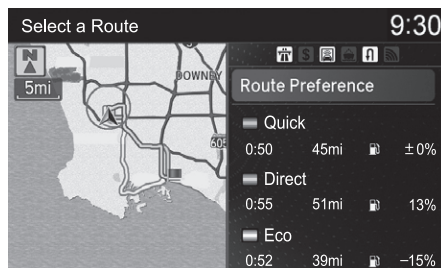 Select a Route 9:30
N
5mi
DOWNEY
605
$
Route Preference
Quick
0:50 45mi ±0%
Direct
0:55 51mi 13%
Eco
0:52 39mi –15%